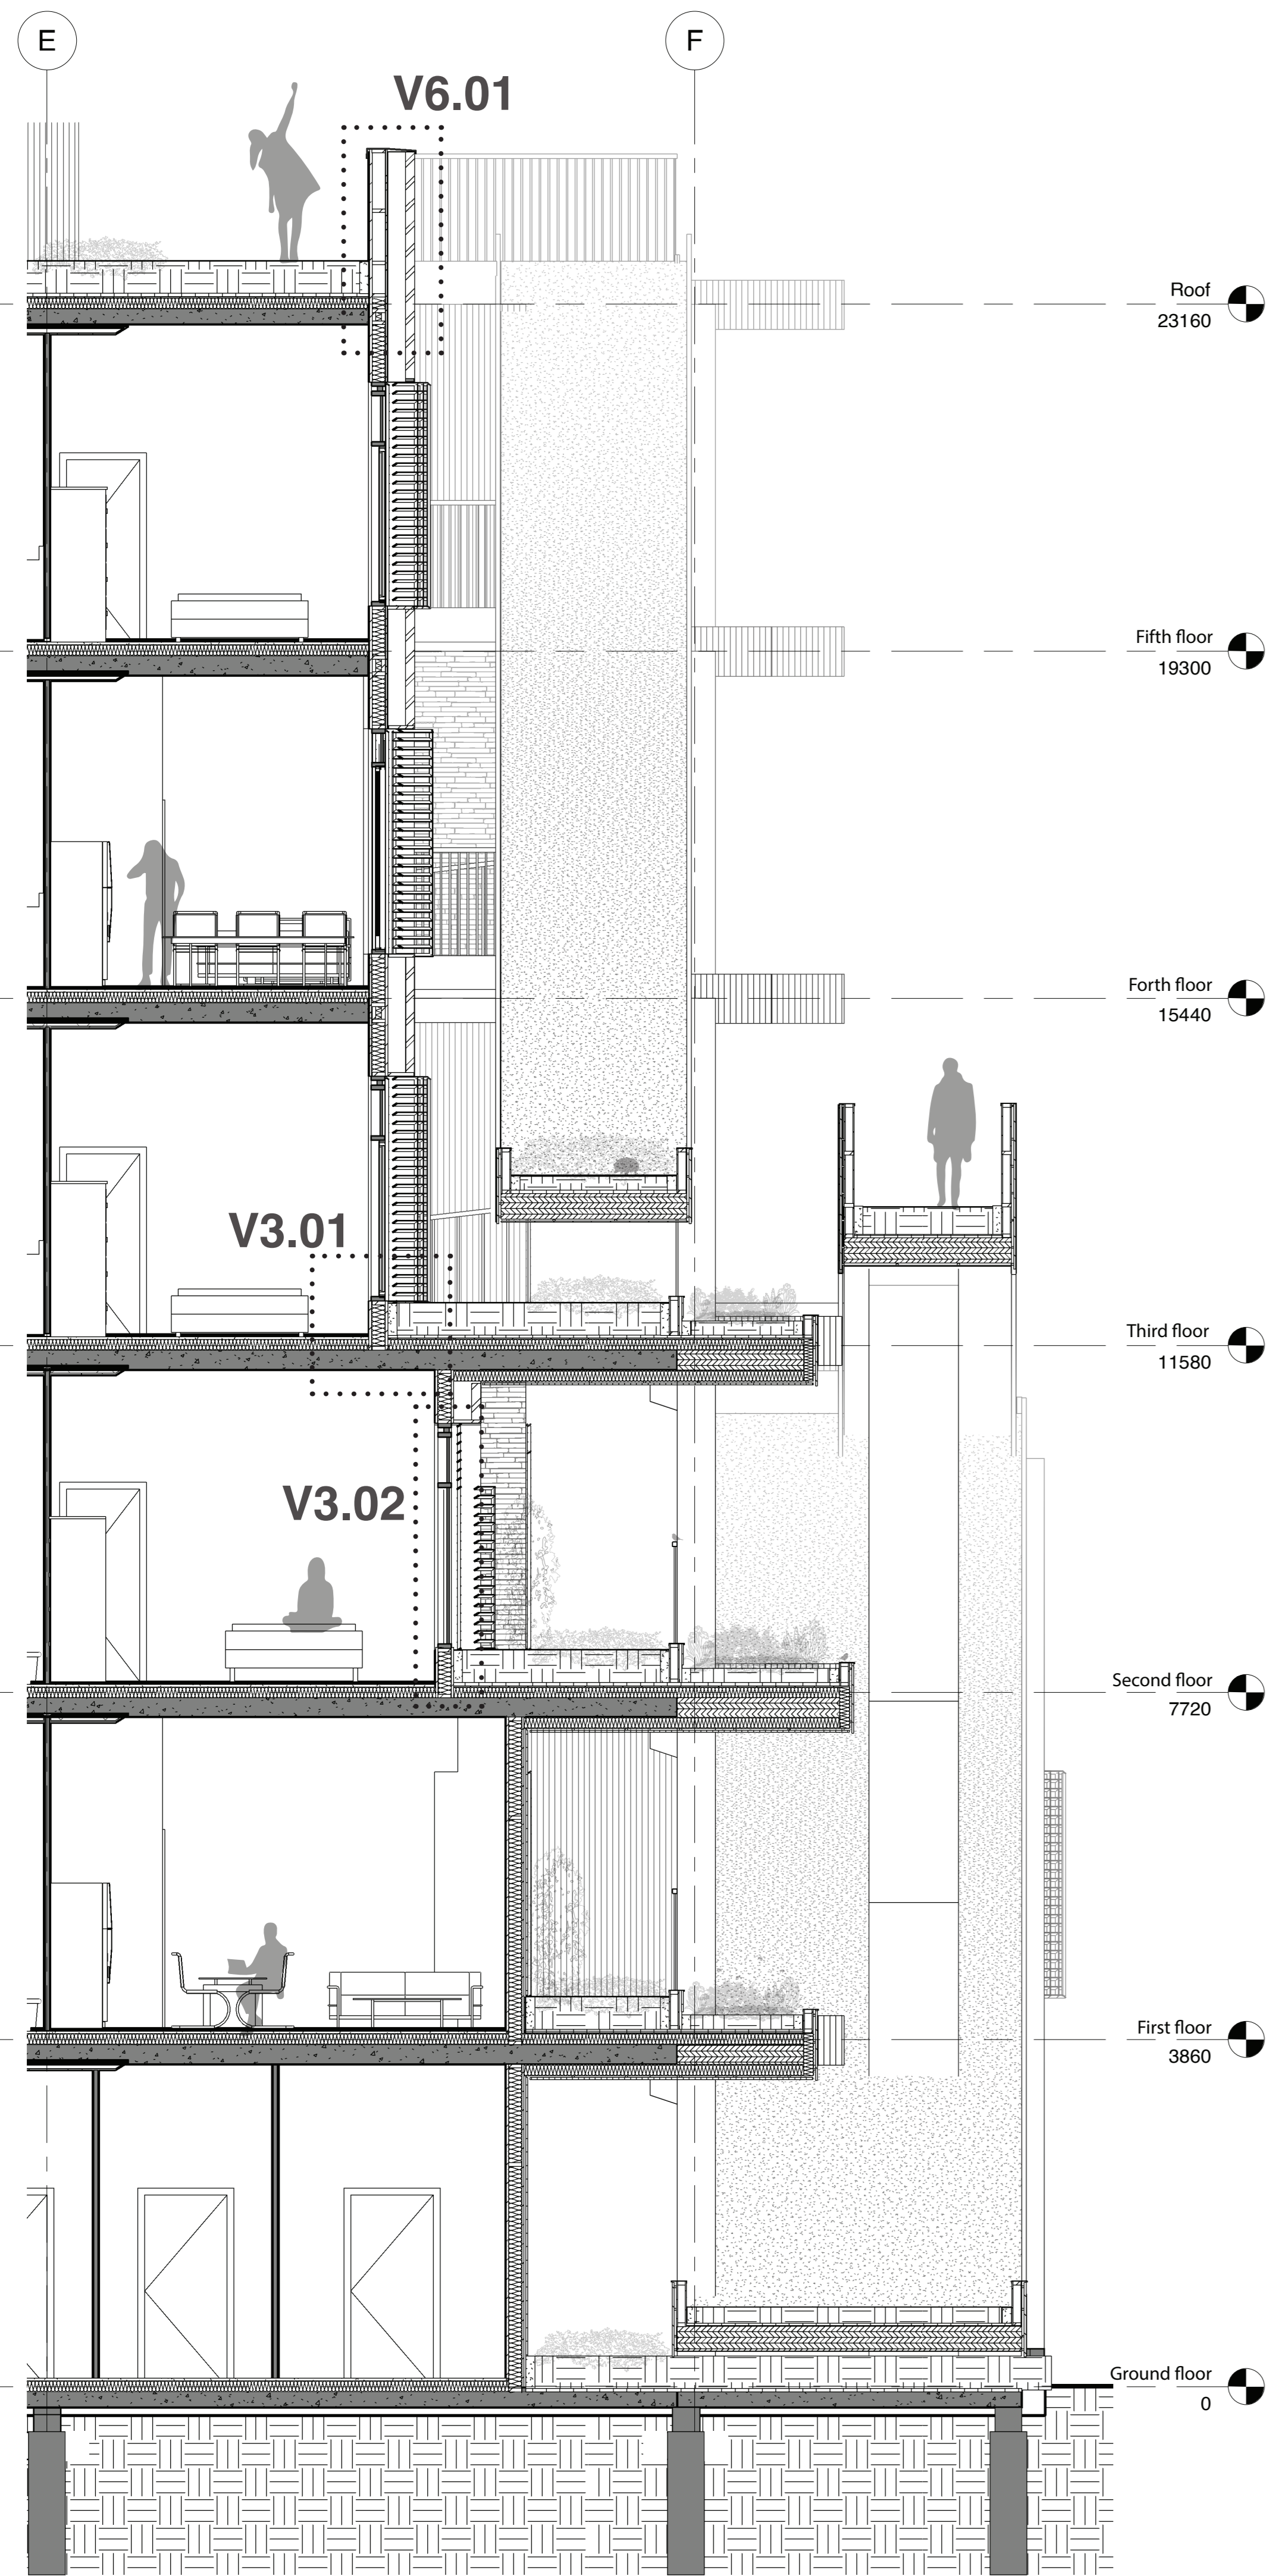 E
F
V6.01
Roof
23160
Fifth floor
19300
Forth floor
15440
V3.01
Third floor
11580
V3.02
Second floor
7720
First floor
3860
Ground floor
0